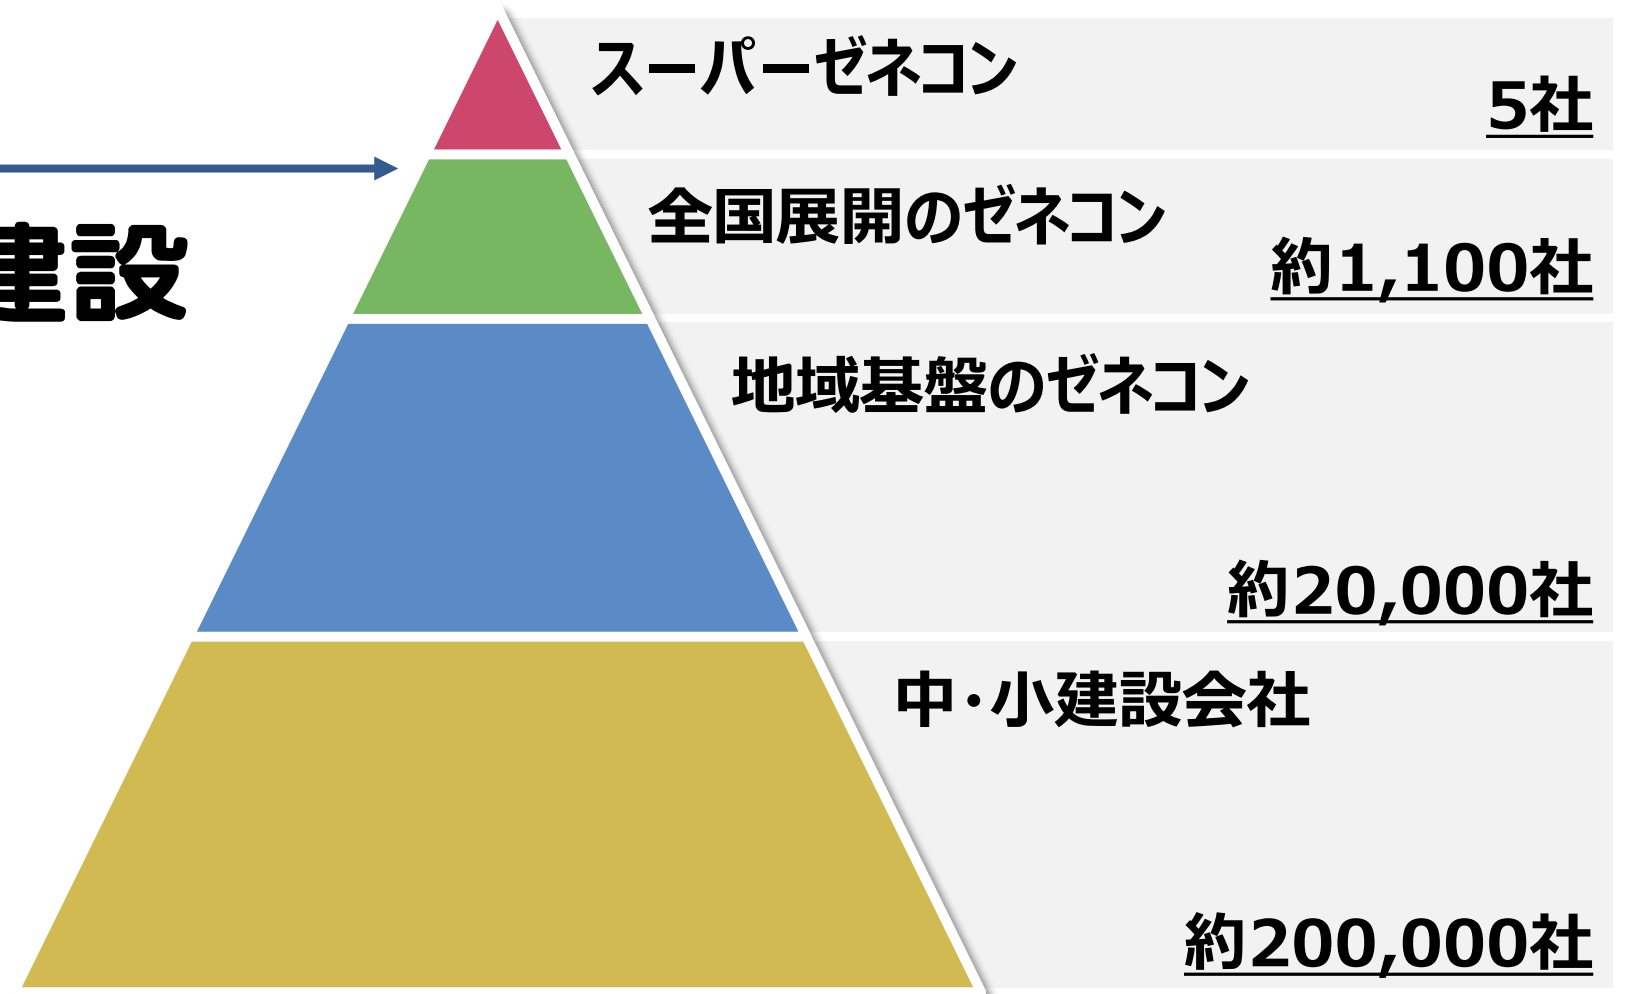 スーパーゼネコン
5社
建設
全国展開のゼネコン
約1,100社
地域基盤のゼネコン
約20,000社
中・小建設会社
約200,000社